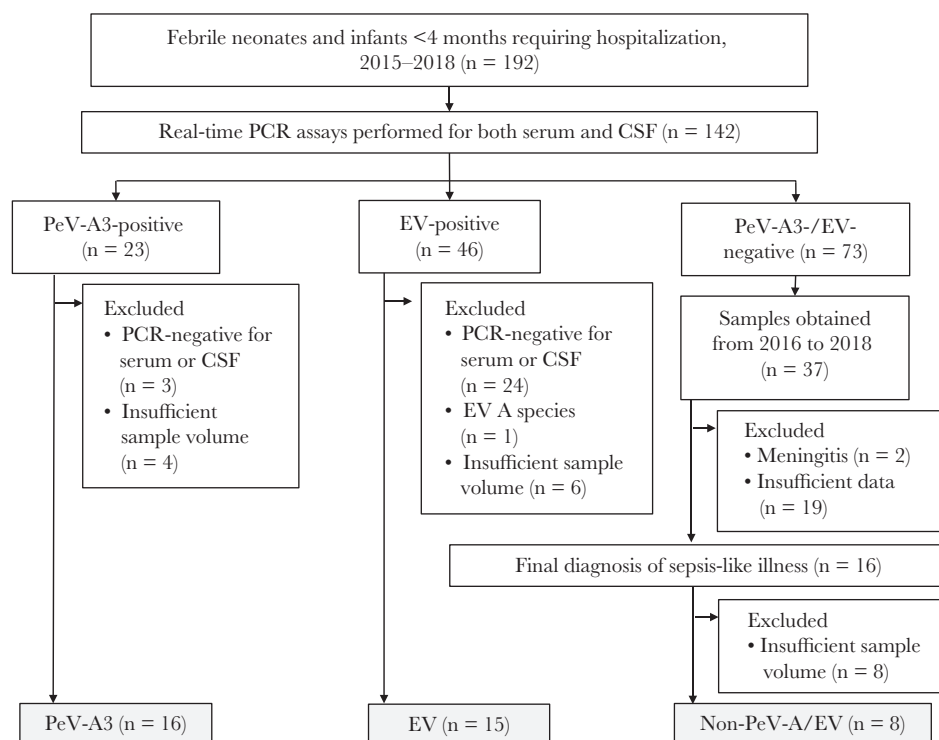 Febrile neonates and infants <4 months requiring hospitalization,
2015–2018 (n = 192)
Real-time PCR assays performed for both serum and CSF (n = 142)
PeV-A3-positive
(n = 23)
EV-positive
(n = 46)
PeV-A3-/EV-
negative (n = 73)
Excluded
• PCR-negative for
serum or CSF
(n = 3)
• Insufficient
sample volume
(n = 4)
Excluded
• PCR-negative for
serum or CSF
(n = 24)
• EV A species
(n = 1)
• Insufficient sample
volume (n = 6)
Samples obtained
from 2016 to 2018
(n = 37)
Excluded
• Meningitis (n = 2)
• Insufficient data
(n = 19)
Final diagnosis of sepsis-like illness (n = 16)
Excluded
• Insufficient sample
volume (n = 8)
PeV-A3 (n = 16)
EV (n = 15)
Non-PeV-A/EV (n = 8)